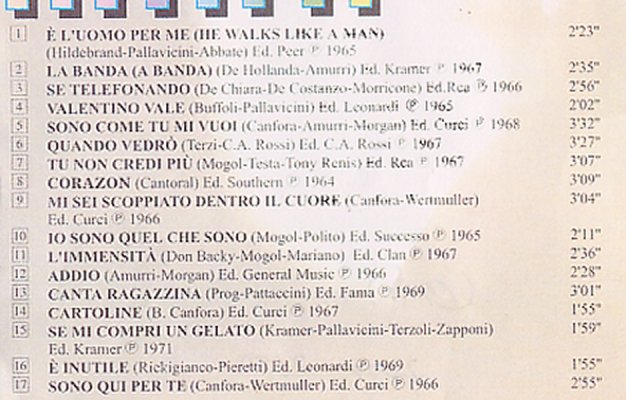 1 È L'UOMO PER ME (HE WALKS LIKE A MAN) 2'23"
(Hildebrand-Pallavicini-Abbate) Ed. Peer ℗ 1965
2 LA BANDA (A BANDA) (De Hollanda-Amurri) Ed. Kramer ℗ 1967 2'35"
3 SE TELEFONANDO (De Chiara-De Costanzo-Morricone) Ed.Rca ℗ 1966 2'56"
4 VALENTINO VALE (Buffoli-Pallavicini) Ed. Leonardi ℗ 1965 2'02"
5 SONO COME TU MI VUOI (Canfora-Amurri-Morgan) Ed. Curci ℗ 1968 3'32"
6 QUANDO VEDRÒ (Terzi-C.A. Rossi) Ed. C.A. Rossi ℗ 1967 3'27"
7 TU NON CREDI PIÙ (Mogol-Testa-Tony Renis) Ed. Rca ℗ 1967 3'07"
8 CORAZON (Cantoral) Ed. Southern ℗ 1964 3'09"
9 MI SEI SCOPPIATO DENTRO IL CUORE (Canfora-Wertmuller) 3'04"
Ed. Curci ℗ 1966
10 IO SONO QUEL CHE SONO (Mogol-Polito) Ed. Successo ℗ 1965 2'11"
11 L'IMMENSITÀ (Don Backy-Mogol-Mariano) Ed. Clan ℗ 1967 2'36"
12 ADDIO (Amurri-Morgan) Ed. General Music ℗ 1966 2'28"
13 CANTA RAGAZZINA (Prog-Pattaccini) Ed. Fama ℗ 1969 3'01"
14 CARTOLINE (B. Canfora) Ed. Curci ℗ 1967 1'55"
15 SE MI COMPRI UN GELATO (Kramer-Pallavicini-Terzoli-Zapponi) 1'59"
Ed. Kramer ℗ 1971
16 È INUTILE (Rickigianco-Pieretti) Ed. Leonardi ℗ 1969 1'55"
17 SONO QUI PER TE (Canfora-Wertmuller) Ed. Curci ℗ 1966 2'55"